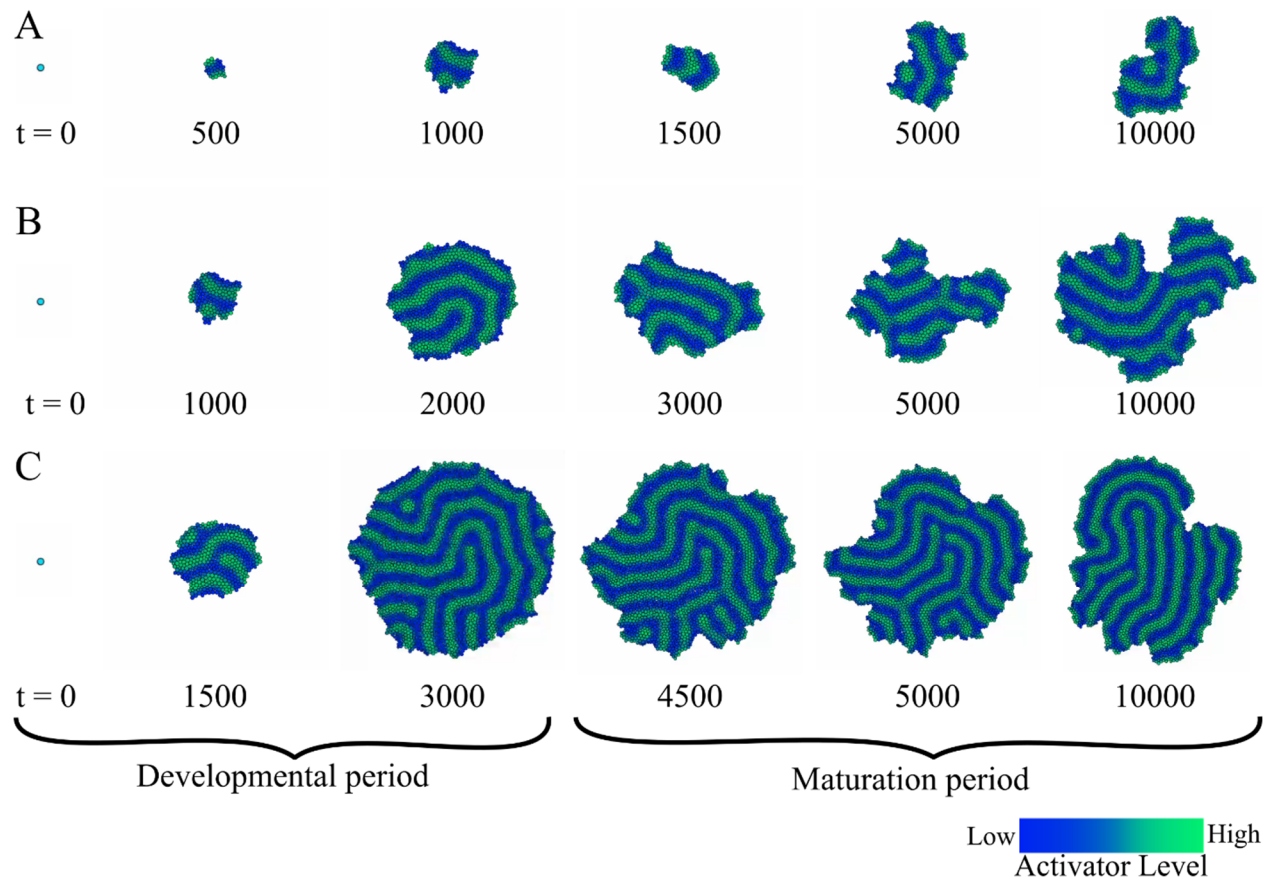 A
t = 0 500 1000 1500 5000 10000
B
t = 0 1000 2000 3000 5000 10000
C
t = 0 1500 3000 4500 5000 10000
Developmental period Maturation period
Low High
Activator Level